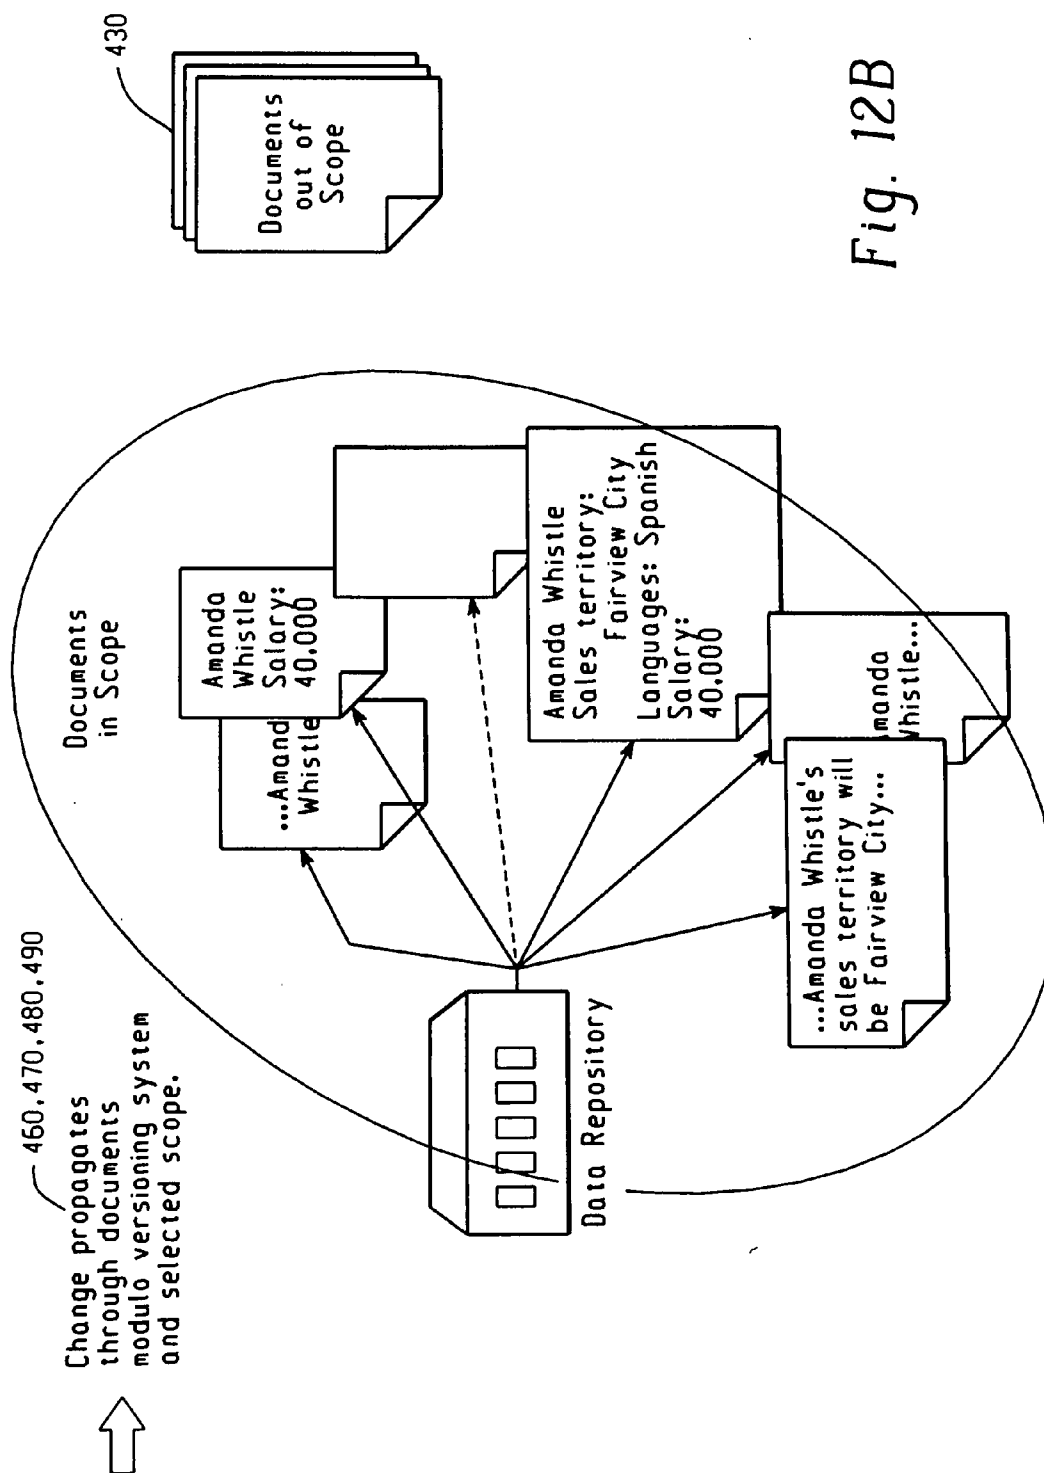 Change propagates
through documents
modulo versioning system
and selected scope.
460,470,480,490
Documents
in Scope
430
Documents
out of
Scope
...Amand
Whistle
Amanda
Whistle
Salary:
40,000
Amanda Whistle
Sales territory:
Fairview City
Languages: Spanish
Salary:
40,000
manda
Whistle...
...Amanda Whistle's
sales territory will
be Fairview City...
Data Repository
Fig. 12B